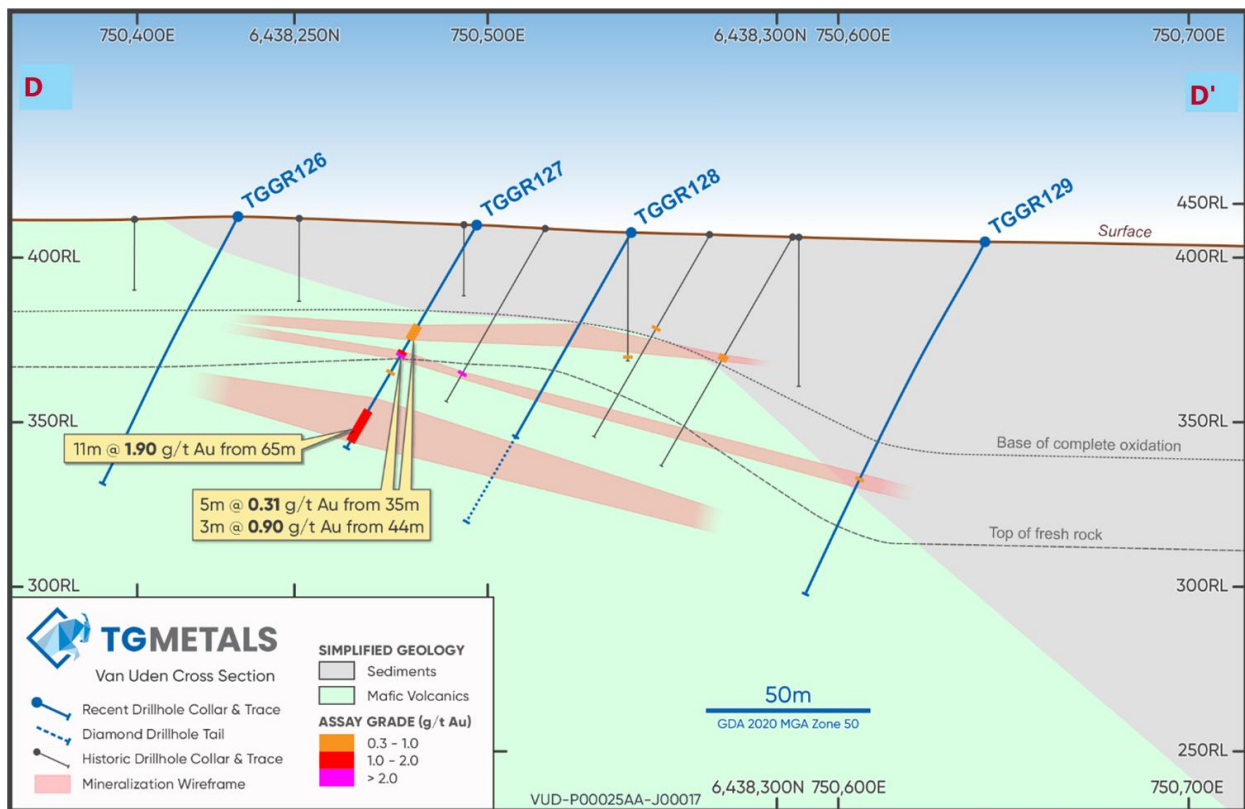 750,400E
6,438,250N
750,500E
6,438,300N
750,600E
750,700E
D
D'
TGGR126
TGGR127
TGGR128
TGGR129
450RL
Surface
400RL
400RL
350RL
350RL
Base of complete oxidation
11m @ 1.90 g/t Au from 65m
5m @ 0.31 g/t Au from 35m
3m @ 0.90 g/t Au from 44m
Top of fresh rock
300RL
300RL
TGMETALS
Van Uden Cross Section
Recent Drillhole Collar & Trace
Diamond Drillhole Tail
Historic Drillhole Collar & Trace
Mineralization Wireframe
SIMPLIFIED GEOLOGY
Sediments
Mafic Volcanics
ASSAY GRADE (g/t Au)
0.3 - 1.0
1.0 - 2.0
> 2.0
50m
GDA 2020 MGA Zone 50
250RL
6,438,300N
750,600E
750,700E
VUD-P00025AA-J00017